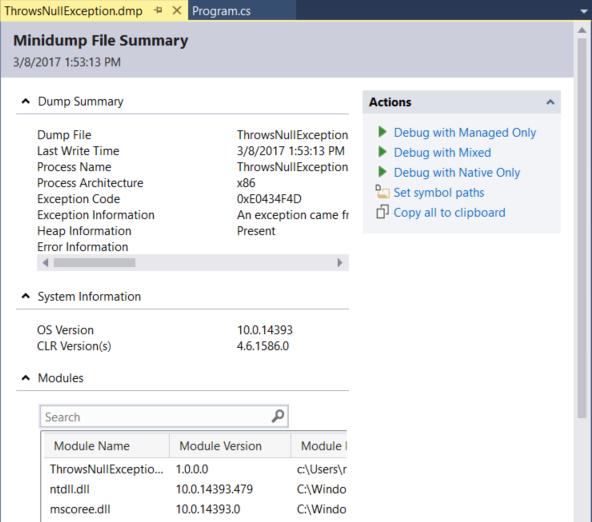 ThrowsNullException.dmp Program.cs
Minidump File Summary
3/8/2017 1:53:13 PM
Dump Summary
Dump File ThrowsNullException
Last Write Time 3/8/2017 1:53:13 PM
Process Name ThrowsNullException
Process Architecture x86
Exception Code 0xE0434F4D
Exception Information An exception came fr
Heap Information Present
Error Information
System Information
OS Version 10.0.14393
CLR Version(s) 4.6.1586.0
Modules
Search
Module Name Module Version Module
ThrowsNullExceptio... 1.0.0.0 c:\Users\
ntdll.dll 10.0.14393.479 C:\Windo
mscoree.dll 10.0.14393.0 C:\Windo
Actions
Debug with Managed Only
Debug with Mixed
Debug with Native Only
Set symbol paths
Copy all to clipboard